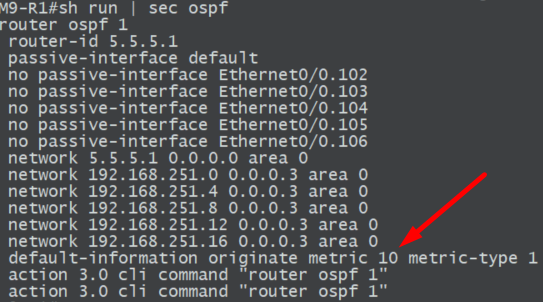 M9-R1#sh run | sec ospf
router ospf 1
router-id 5.5.5.1
passive-interface default
no passive-interface Ethernet0/0.102
no passive-interface Ethernet0/0.103
no passive-interface Ethernet0/0.104
no passive-interface Ethernet0/0.105
no passive-interface Ethernet0/0.106
network 5.5.5.1 0.0.0.0 area 0
network 192.168.251.0 0.0.0.3 area 0
network 192.168.251.4 0.0.0.3 area 0
network 192.168.251.8 0.0.0.3 area 0
network 192.168.251.12 0.0.0.3 area 0
network 192.168.251.16 0.0.0.3 area 0
default-information originate metric 10 metric-type 1
action 3.0 cli command "router ospf 1"
action 3.0 cli command "router ospf 1"